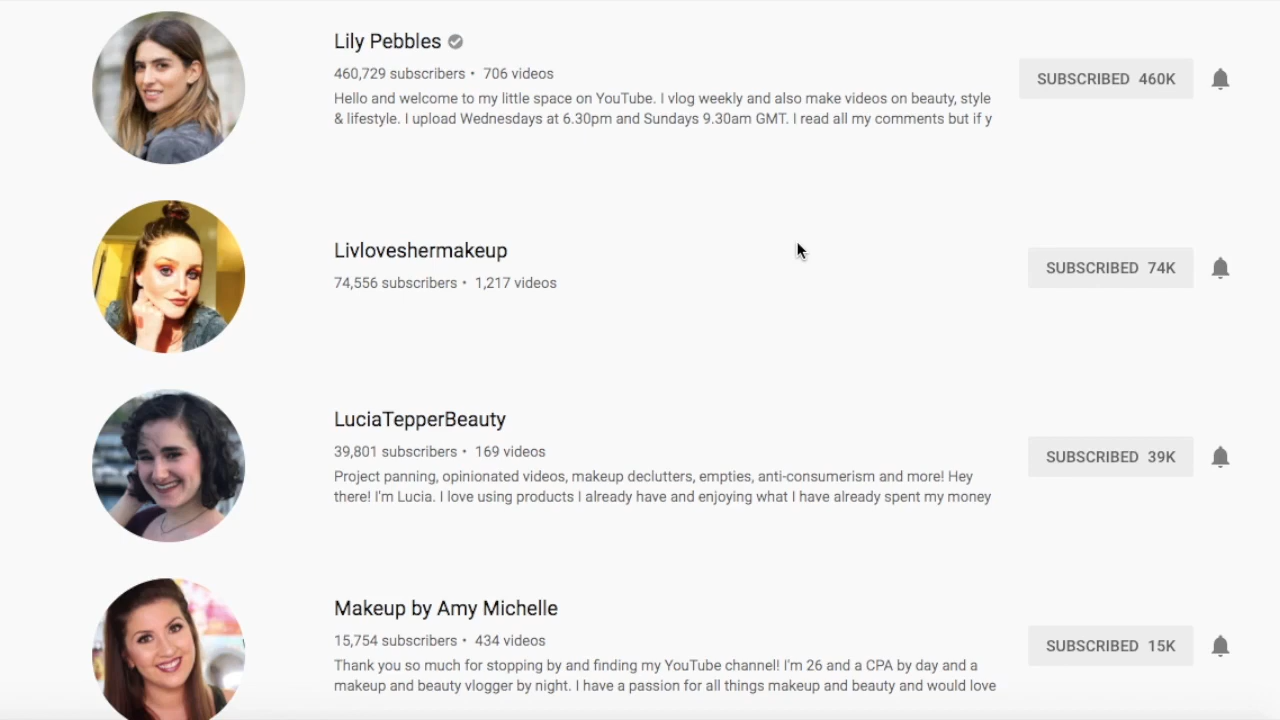 Lily Pebbles
460,729 subscribers • 706 videos
SUBSCRIBED 460K
Hello and welcome to my little space on YouTube. I vlog weekly and also make videos on beauty, style
& lifestyle. I upload Wednesdays at 6.30pm and Sundays 9.30am GMT. I read all my comments but if y
Livloveshermakeup
74,556 subscribers • 1,217 videos
SUBSCRIBED 74K
LuciaTepperBeauty
39,801 subscribers • 169 videos
SUBSCRIBED 39K
Project panning, opinionated videos, makeup declutters, empties, anti-consumerism and more! Hey
there! I'm Lucia. I love using products I already have and enjoying what I have already spent my money
Makeup by Amy Michelle
15,754 subscribers • 434 videos
SUBSCRIBED 15K
Thank you so much for stopping by and finding my YouTube channel! I'm 26 and a CPA by day and a
makeup and beauty vlogger by night. I have a passion for all things makeup and beauty and would love